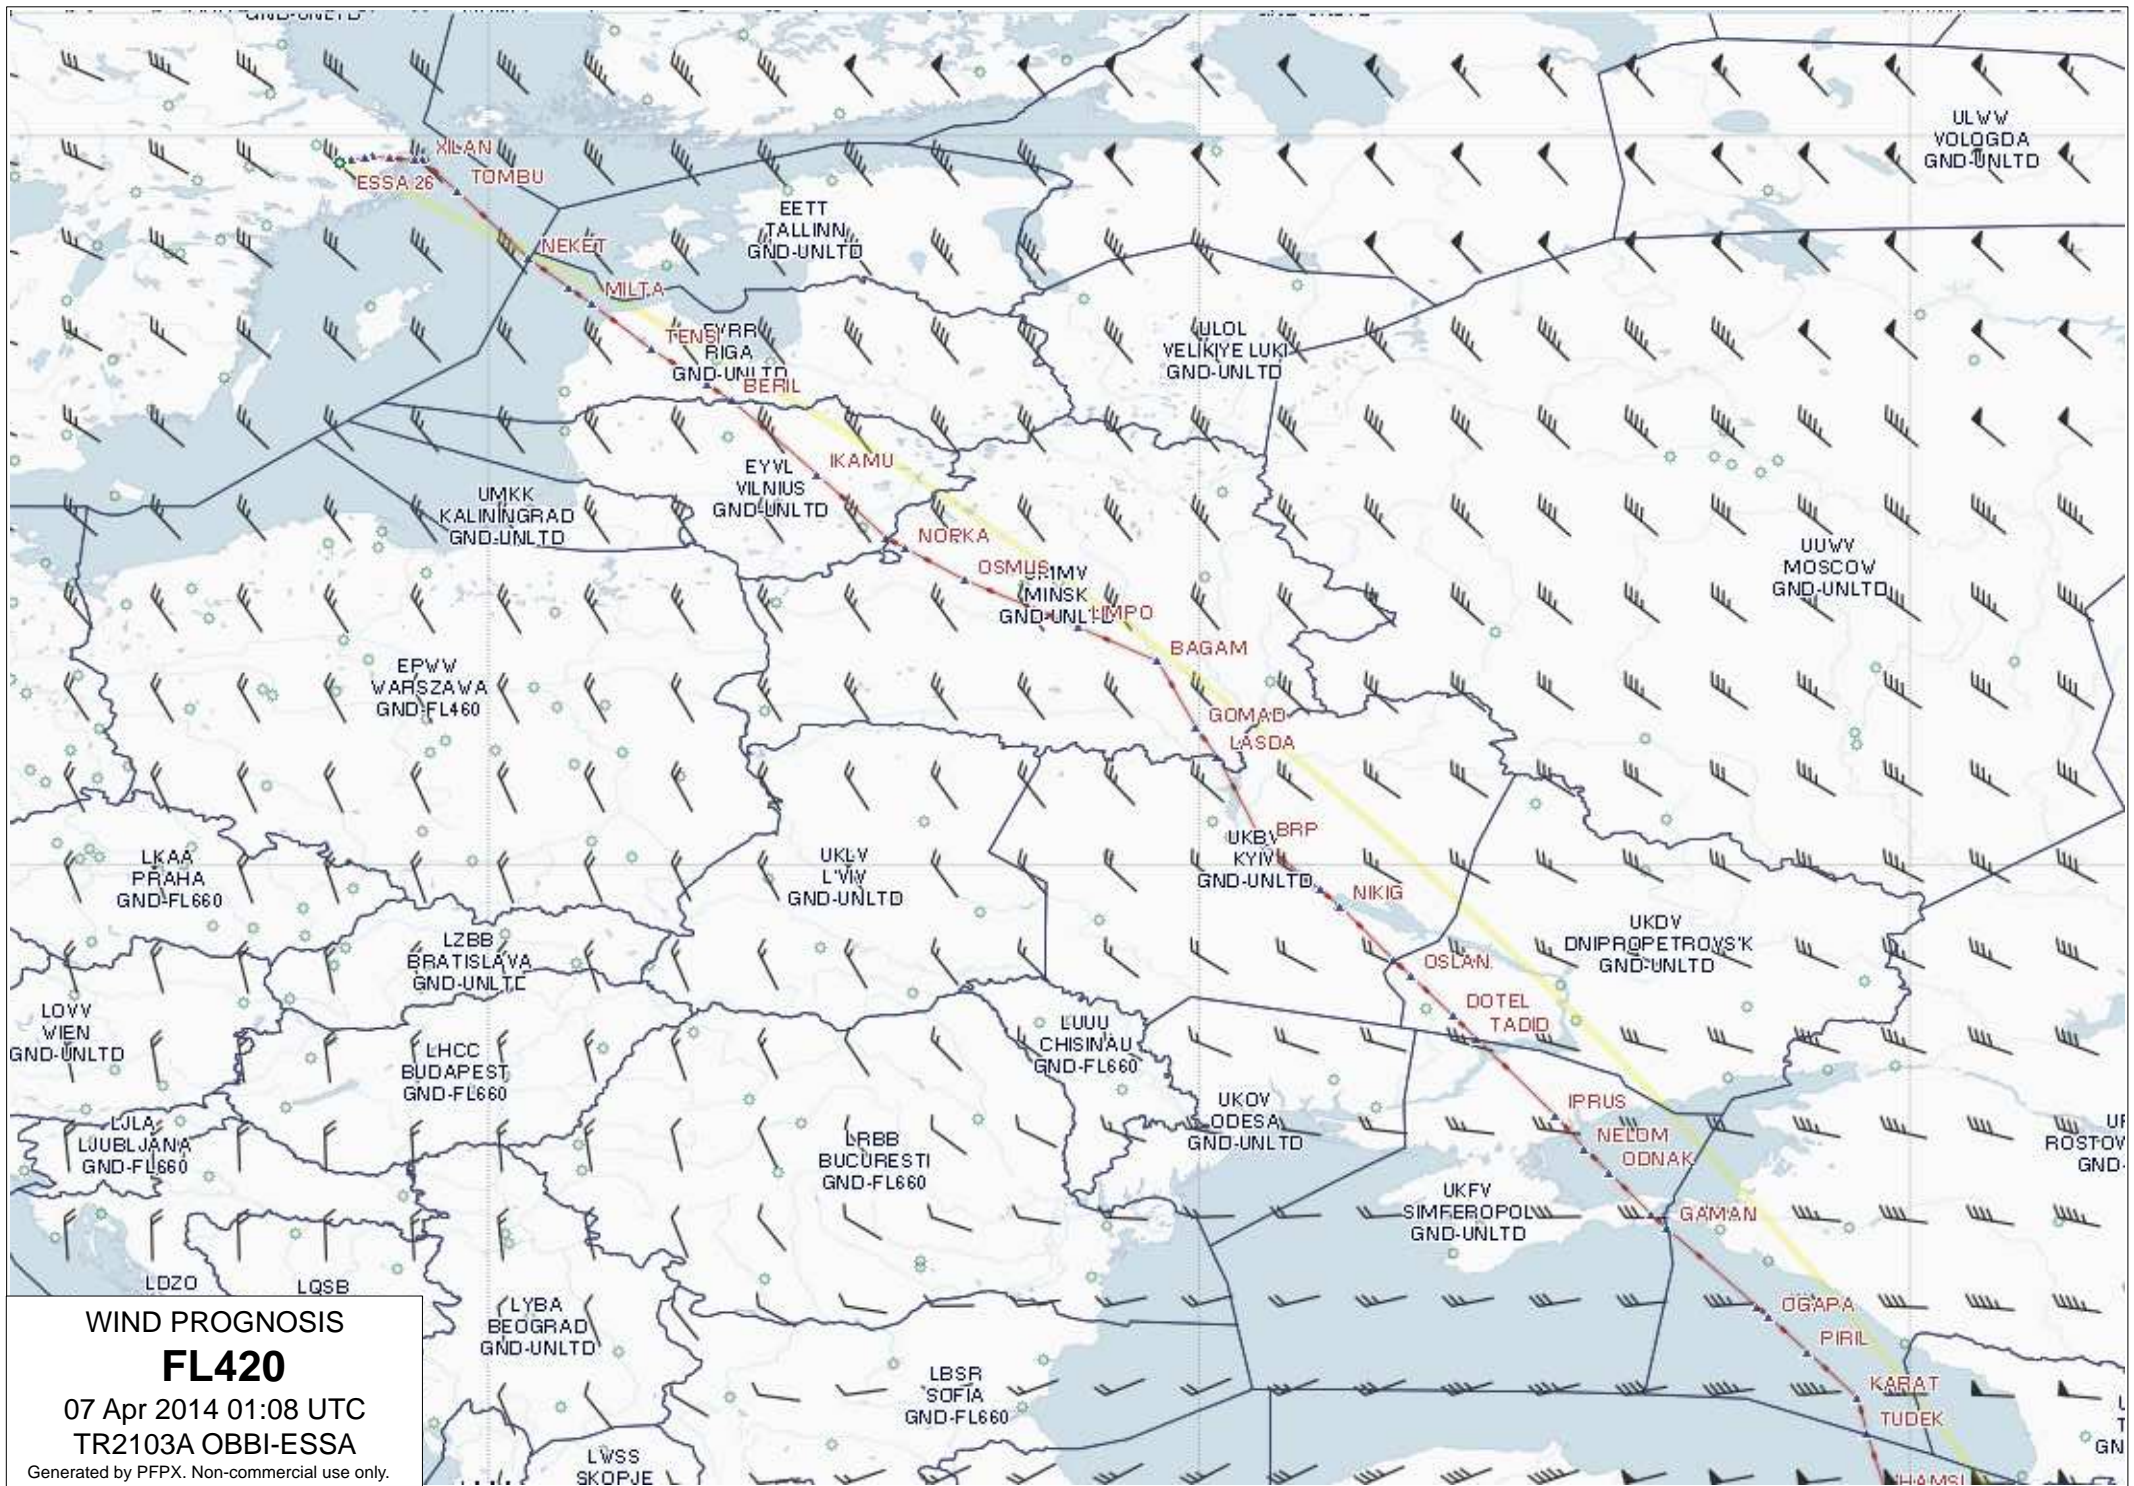 ULWW
VOLOGDA
GND-UNLTD
XILAN
TOMBU
ESSA 26
EETT
TALLINN
GND-UNLTD
NEKET
MILTA
TENSI
RIGA
GND-UNLTD
BERIL
ULOL
VELIKIYE LUKI
GND-UNLTD
IKAMU
EYVL
VILNIUS
GND-UNLTD
UMKK
KALININGRAD
GND-UNLTD
NORKA
OSMUS
MINSK
GND-UNLTD
LIMPO
UUWV
MOSCOW
GND-UNLTD
BAGAM
EPWW
WARSZAWA
GND-FL460
GOMAD
LASDA
BRP
UKBV
KYIV
GND-UNLTD
NIKIG
UKLV
L'VIV
GND-UNLTD
LKAA
PRAHA
GND-FL660
UKDV
DNIPROPETROVS'K
GND-UNLTD
LZBB
BRATISLAVA
GND-UNLTD
OSLAN
DOTEL
TADID
LOVV
WIEN
GND-UNLTD
LHCC
BUDAPEST
GND-FL660
LUUU
CHISINAU
GND-FL660
UKOV
ODESA
GND-UNLTD
IPRUS
NELOM
ODNAK
LJLA
LJUBLJANA
GND-FL660
LRBB
BUCURESTI
GND-FL660
ROSTOV
GND-
UKFV
SIMFEROPOL
GND-UNLTD
GAMAN
LDZO
LQSB
LYBA
BEOGRAD
GND-UNLTD
OGAPA
PIRIL
KARAT
TUDEK
LBSR
SOFIA
GND-FL660
LWSS
SKOPJE
HAMSI
WIND PROGNOSIS
FL420
07 Apr 2014 01:08 UTC
TR2103A OBBI-ESSA
Generated by PFPX. Non-commercial use only.